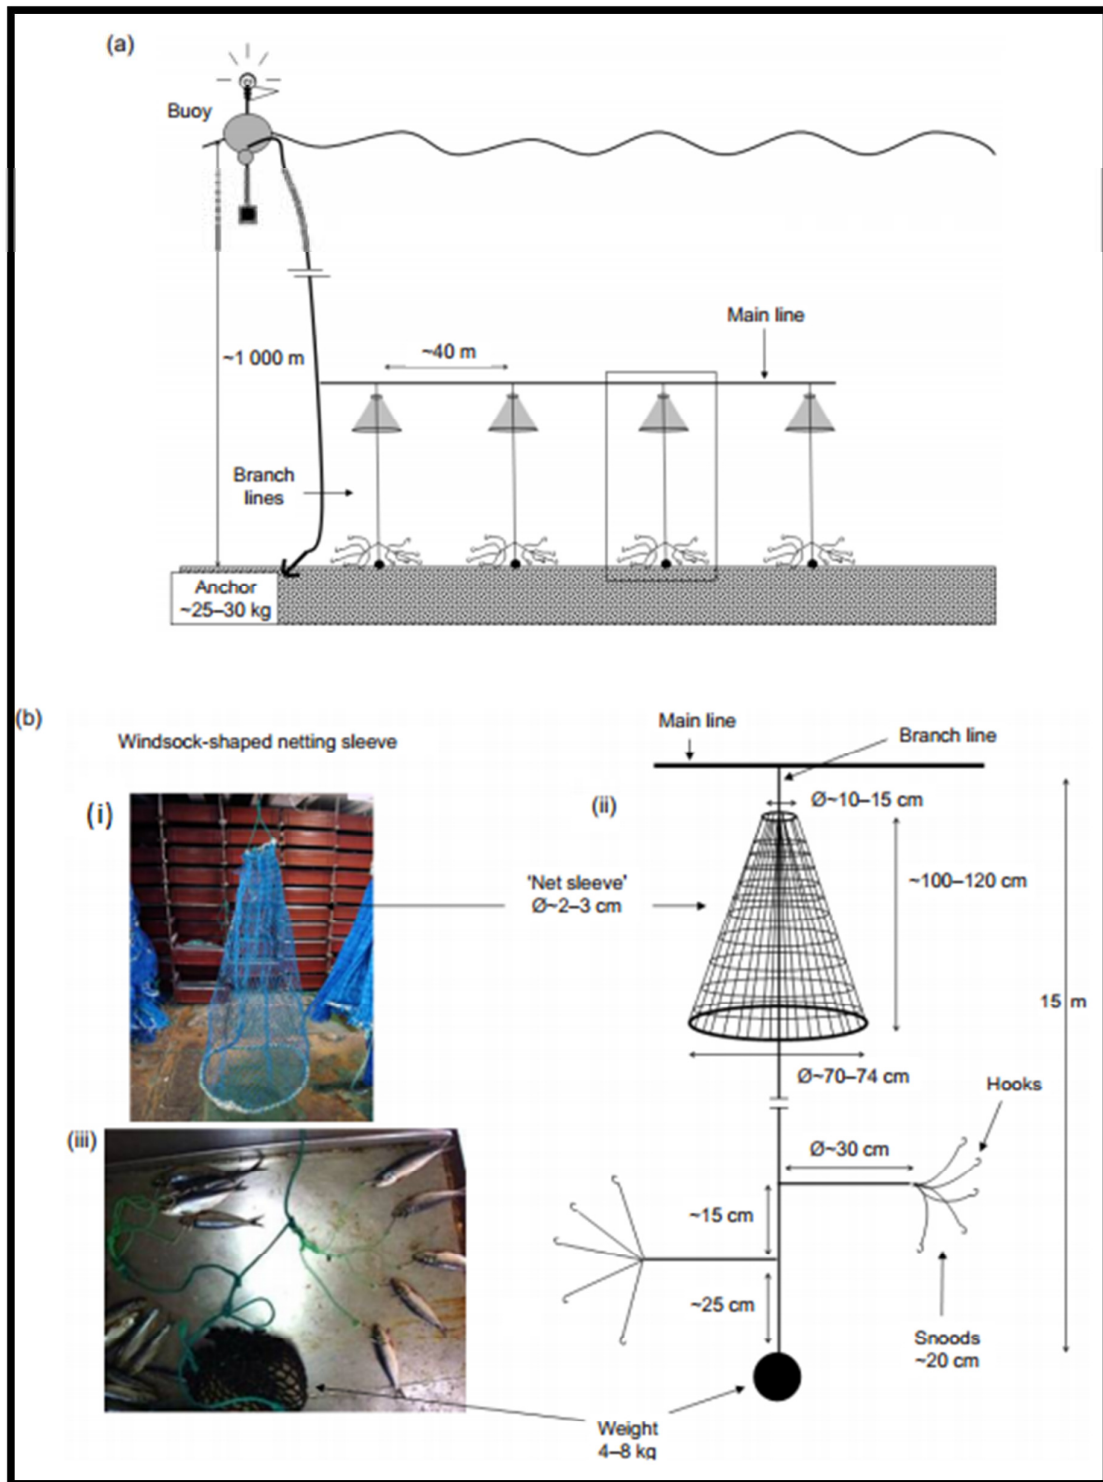 (a)
Buoy
~1 000 m
~40 m
Main line
Branch
lines
Anchor
~25–30 kg
(b)
Windsock-shaped netting sleeve
Main line
Branch line
(i)
(ii)
Ø~10–15 cm
'Net sleeve'
Ø~2–3 cm
~100–120 cm
15 m
Ø~70–74 cm
Hooks
(iii)
Ø~30 cm
~15 cm
~25 cm
Snoods
~20 cm
Weight
4–8 kg